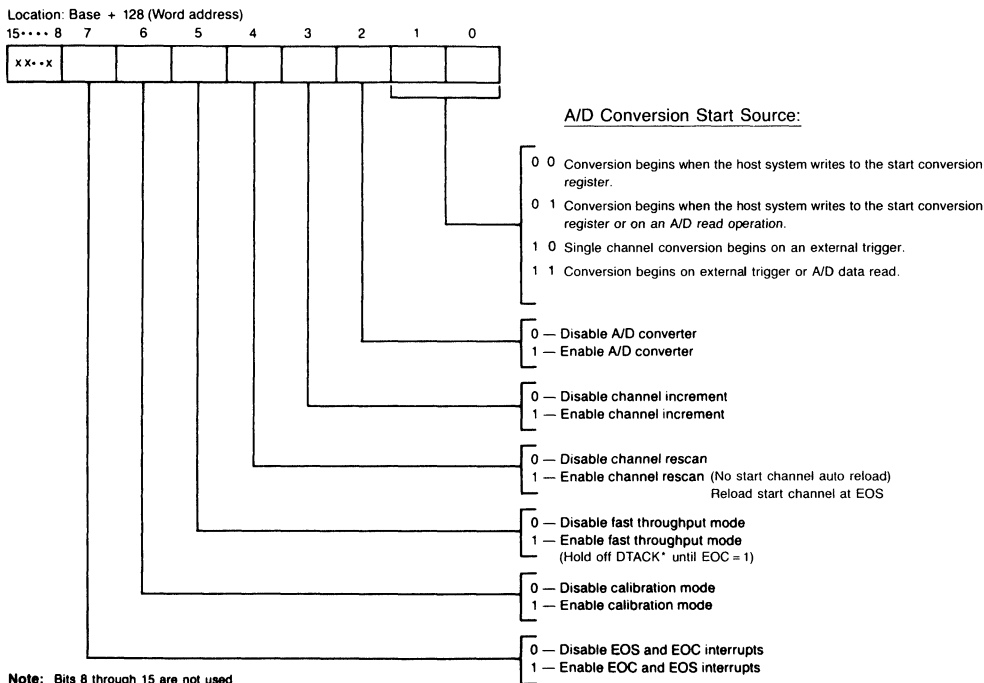 Location: Base + 128 (Word address)
15•••• 8 7 6 5 4 3 2 1 0
x x••x
A/D Conversion Start Source:
0 0 Conversion begins when the host system writes to the start conversion
register.
0 1 Conversion begins when the host system writes to the start conversion
register or on an A/D read operation.
1 0 Single channel conversion begins on an external trigger.
1 1 Conversion begins on external trigger or A/D data read.
0 — Disable A/D converter
1 — Enable A/D converter
0 — Disable channel increment
1 — Enable channel increment
0 — Disable channel rescan
1 — Enable channel rescan (No start channel auto reload)
Reload start channel at EOS
0 — Disable fast throughput mode
1 — Enable fast throughput mode
(Hold off DTACK* until EOC = 1)
0 — Disable calibration mode
1 — Enable calibration mode
0 — Disable EOS and EOC interrupts
1 — Enable EOC and EOS interrupts
Note: Bits 8 through 15 are not used